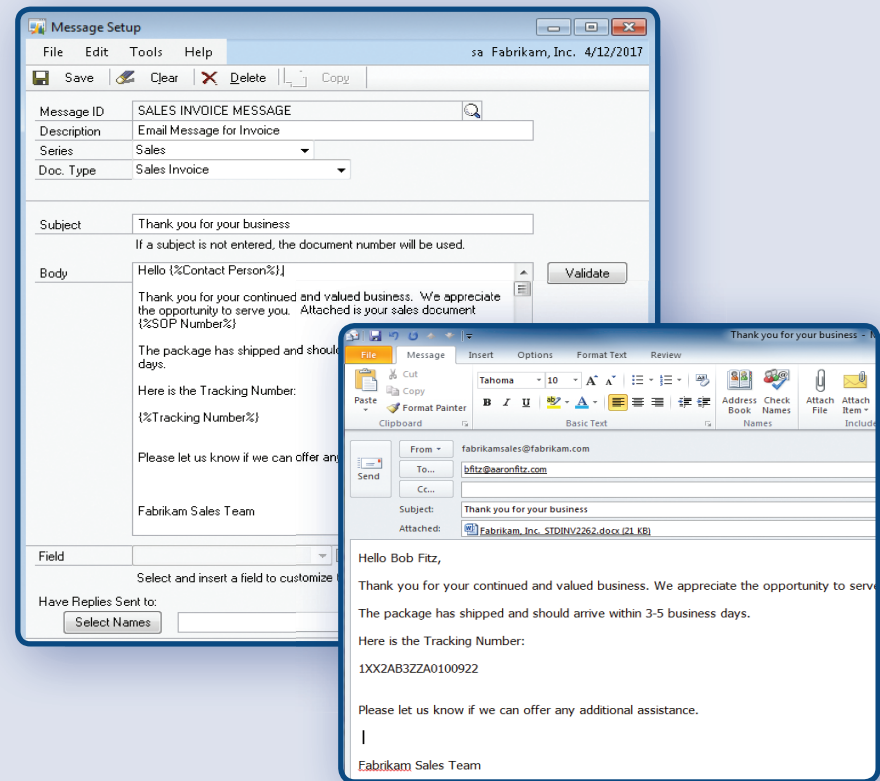 Message Setup
File Edit Tools Help sa Fabrikam, Inc. 4/12/2017
Save Clear Delete Copy
Message ID SALES INVOICE MESSAGE
Description Email Message for Invoice
Series Sales
Doc. Type Sales Invoice
Subject Thank you for your business
If a subject is not entered, the document number will be used.
Body Hello {%Contact Person%},
Validate
Thank you for your continued and valued business. We appreciate
the opportunity to serve you. Attached is your sales document
{%SOP Number%}
The package has shipped and should
days.
Here is the Tracking Number:
{%Tracking Number%}
Please let us know if we can offer any
Fabrikam Sales Team
Field
Select and insert a field to customize
Have Replies Sent to:
Select Names
Thank you for your business -
File Message Insert Options Format Text Review
Paste
Cut
Copy
Format Painter
Clipboard
Tahoma 10
B I U
Basic Text
Address Book
Check Names
Names
Attach File
Attach Item
Include
Send
From fabrikamsales@fabrikam.com
To... bfitz@aaronfitz.com
Cc...
Subject: Thank you for your business
Attached: Fabrikam, Inc. STDINV2262.docx (21 KB)
Hello Bob Fitz,
Thank you for your continued and valued business. We appreciate the opportunity to serve
The package has shipped and should arrive within 3-5 business days.
Here is the Tracking Number:
1XX2AB3ZZA0100922
Please let us know if we can offer any additional assistance.
Fabrikam Sales Team